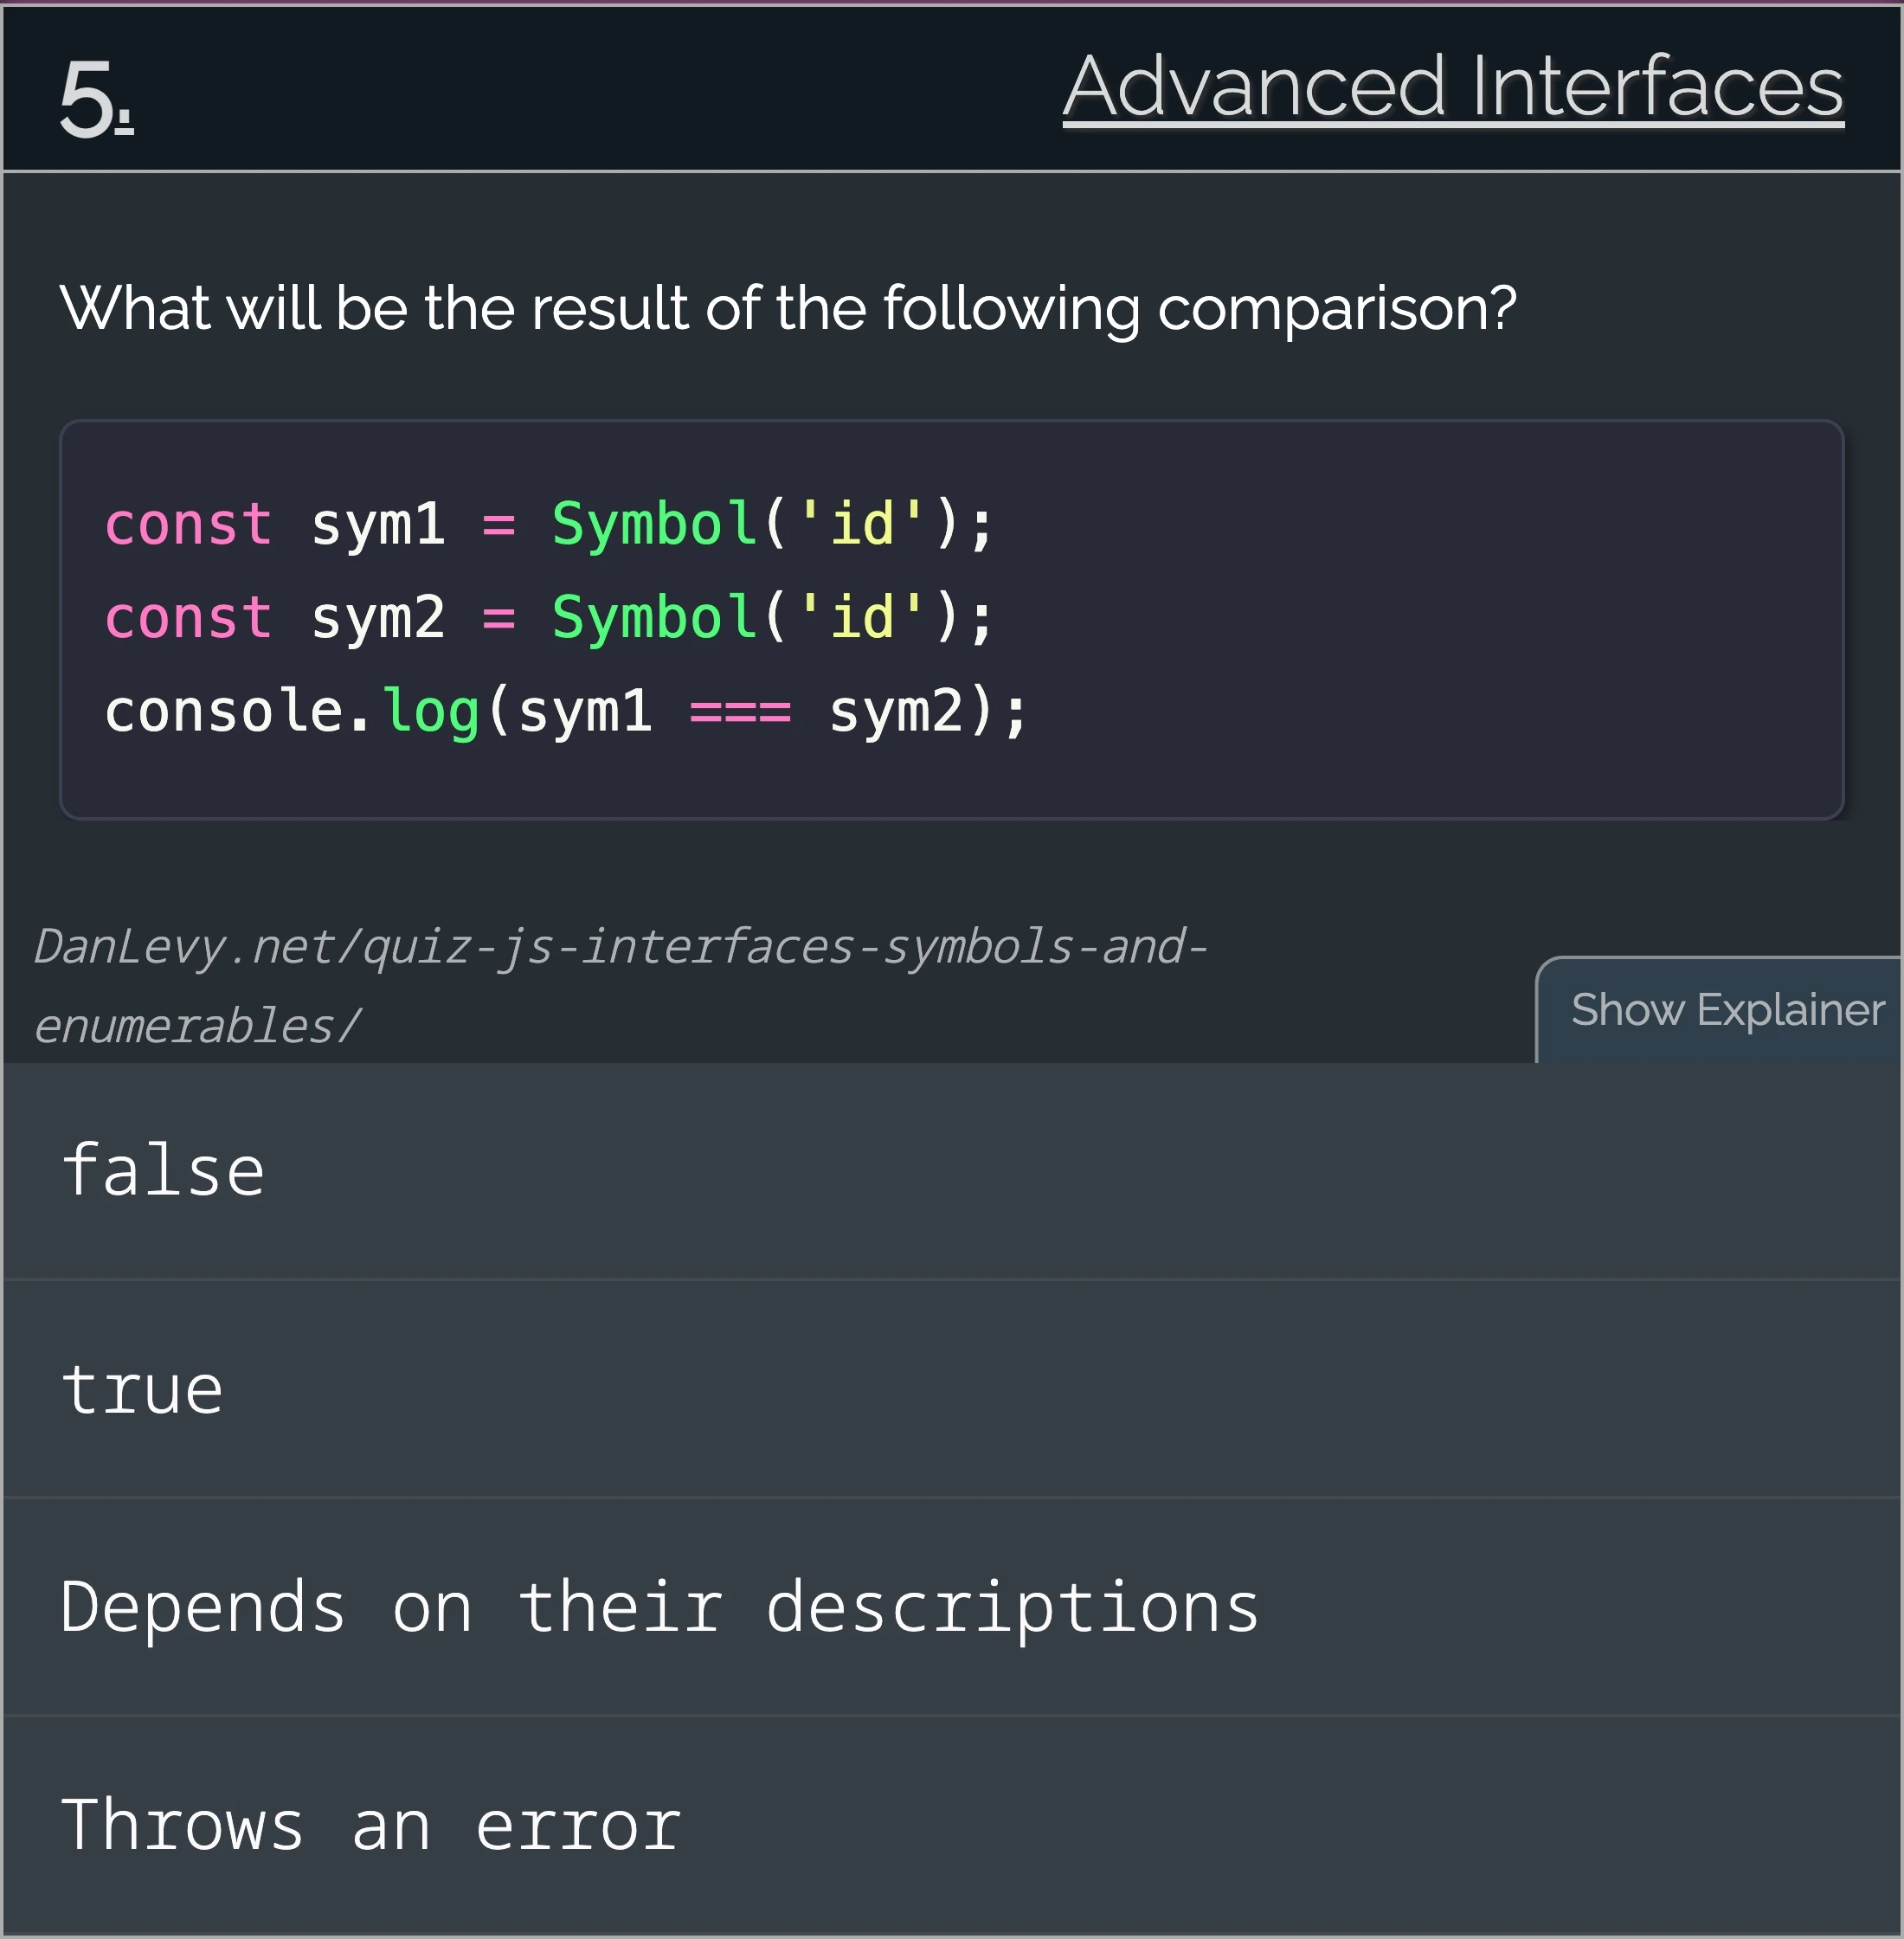 5.
Advanced Interfaces
What will be the result of the following comparison?
const sym1 = Symbol('id');
const sym2 = Symbol('id');
console.log(sym1 === sym2);
DanLevy.net/quiz-js-interfaces-symbols-and-
enumerables/
Show Explainer
false
true
Depends on their descriptions
Throws an error